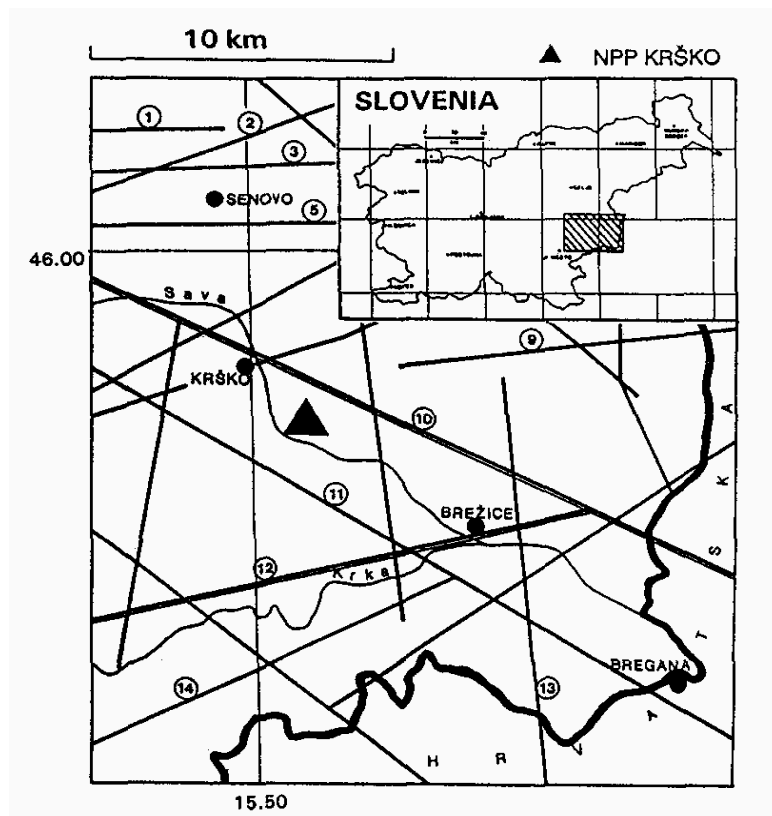 10 km
NPP KRŠKO
SLOVENIA
1
2
3
SENOVO
5
46.00
Sava
9
KRŠKO
10
11
BREŽICE
12
Krka
BREGANA
14
13
H R V A T S K A
15.50